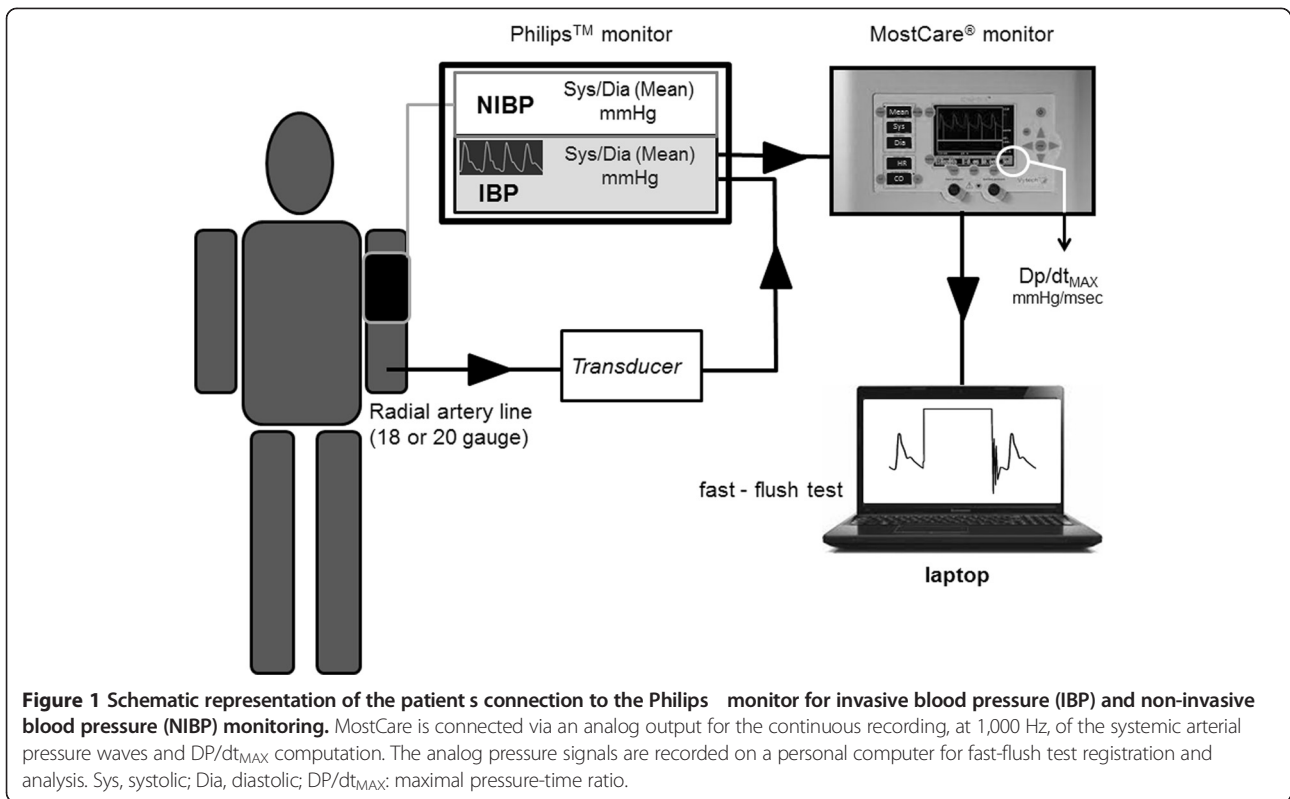 Philips™ monitor
MostCare® monitor
NIBP
Sys/Dia (Mean)
mmHg
IBP
Sys/Dia (Mean)
mmHg
Mean
Sys
Dia
HR
CO
Dp/dtMAX
mmHg/msec
Transducer
Radial artery line
(18 or 20 gauge)
fast - flush test
laptop
Figure 1 Schematic representation of the patient s connection to the Philips monitor for invasive blood pressure (IBP) and non-invasive
blood pressure (NIBP) monitoring. MostCare is connected via an analog output for the continuous recording, at 1,000 Hz, of the systemic arterial
pressure waves and DP/dtMAX computation. The analog pressure signals are recorded on a personal computer for fast-flush test registration and
analysis. Sys, systolic; Dia, diastolic; DP/dtMAX: maximal pressure-time ratio.